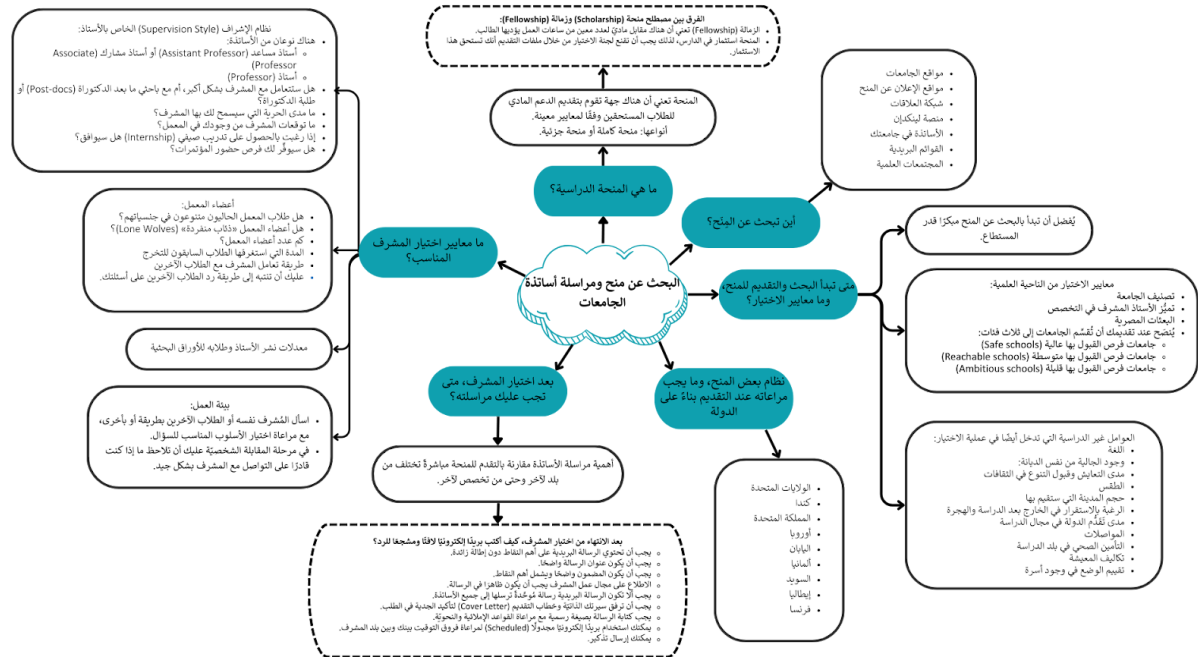 البحث عن منح ومراسلة أساتذة
الجامعات
ما هي المنحة الدراسية؟
المنحة تعني أن هناك جهة تقوم بتقديم الدعم المادي
للطلاب المستحقين وفقًا لمعايير معينة.
أنواعها: منحة كاملة أو منحة جزئية.
الفرق بين مصطلح منحة (Scholarship) وزمالة (Fellowship):
الزمالة (Fellowship) تعني أن هناك مقابل ماديّ لعدد معين من ساعات العمل يؤديها الطالب.
المنحة استثمار في الدارس، لذلك يجب أن تقنع لجنة الاختيار من خلال ملفات التقديم أنك تستحق هذا
الاستثمار.
أين تبحث عن المِنَح؟
مواقع الجامعات
مواقع الإعلان عن المنح
شبكة العلاقات
منصة لينكدإن
الأساتذة في جامعتك
القوائم البريدية
المجتمعات العلمية
متى تبدأ البحث والتقديم للمنح،
وما معايير الاختيار؟
يُفضل أن تبدأ بالبحث عن المنح مبكرًا قدر
المستطاع.
معايير الاختيار من الناحية العلمية:
تصنيف الجامعة
تميُّز الأستاذ المشرف في التخصص
البعثات المصرية
يُنصَح عند تقديمك أن تُقسِّم الجامعات إلى ثلاث فئات:
جامعات فرص القبول بها عالية (Safe schools)
جامعات فرص القبول بها متوسطة (Reachable schools)
جامعات فرص القبول بها قليلة (Ambitious schools)
العوامل غير الدراسية التي تدخل أيضًا في عملية الاختيار:
اللغة
وجود الجالية من نفس الديانة:
مدى التعايش وقبول التنوع في الثقافات
الطقس
حجم المدينة التي ستقيم بها
الرغبة بالاستقرار في الخارج بعد الدراسة والهجرة
مدى تَقدُّم الدولة في مجال الدراسة
المواصلات
التأمين الصحي في بلد الدراسة
تكاليف المعيشة
تقييم الوضع في وجود أسرة
نظام بعض المنح، وما يجب
مراعاته عند التقديم بناءً على
الدولة
الولايات المتحدة
كندا
المملكة المتحدة
أوروبا
اليابان
ألمانيا
السويد
إيطاليا
فرنسا
بعد اختيار المشرف، متى
تجب عليك مراسلته؟
أهمية مراسلة الأساتذة مقارنة بالتقدم للمنحة مباشرةً تختلف من
بلد لآخر وحتى من تخصص لآخر.
بعد الانتهاء من اختيار المشرف، كيف أكتب بريدًا إلكترونيًا لافتًا ومشجعًا للرد؟
يجب أن تحتوي الرسالة البريدية على أهم النقاط دون إطالة زائدة.
يجب أن يكون عنوان الرسالة واضحًا.
يجب أن يكون المضمون واضحًا ويشمل أهم النقاط.
الاطلاع على مجال عمل المشرف يجب أن يكون ظاهرًا في الرسالة.
يجب ألا تكون الرسالة البريدية رسالة مُوحَّدةً ترسلها إلى جميع الأساتذة.
يجب أن ترفق سيرتك الذاتيّة وخطاب التقديم (Cover Letter) لتأكيد الجدية في الطلب.
يجب كتابة الرسالة بصيغة رسمية مع مراعاة القواعد الإملائية والنحويّة.
يمكنك استخدام بريدًا إلكترونيًا مجدولًا (Scheduled) لمراعاة فروق التوقيت بينك وبين بلد المشرف.
يمكنك إرسال تذكير.
ما معايير اختيار المشرف
المناسب؟
نظام الإشراف (Supervision Style) الخاص بالأستاذ:
هناك نوعان من الأساتذة:
أستاذ مساعد (Assistant Professor) أو أستاذ مشارك (Associate
Professor)
أستاذ (Professor)
هل ستتعامل مع المشرف بشكل أكبر، أم مع باحثي ما بعد الدكتوراة (Post-docs) أو
طلبة الدكتوراة؟
ما مدى الحرية التي سيسمح لك بها المشرف؟
ما توقعات المشرف من وجودك في المعمل؟
إذا رغبت بالحصول على تدريب صيفي (Internship) هل سيوافق؟
هل سيوفِّر لك فرص حضور المؤتمرات؟
أعضاء المعمل:
هل طلاب المعمل الحاليون متنوعون في جنسياتهم؟
هل أعضاء المعمل «ذئاب منفردة» (Lone Wolves)؟
كم عدد أعضاء المعمل؟
المدة التي استغرفها الطلاب السابقون للتخرج
طريقة تعامل المشرف مع الطلاب الآخرين
عليك أن تنتبه إلى طريقة رد الطلاب الآخرين على أسئلتك.
معدلات نشر الأستاذ وطلابه للأوراق البحثية
بيئة العمل:
اسأل المُشرف نفسه أو الطلاب الآخرين بطريقة أو بأخرى،
مع مراعاة اختيار الأسلوب المناسب للسؤال.
في مرحلة المقابلة الشخصيّة عليك أن تلاحظ ما إذا كنت
قادرًا على التواصل مع المشرف بشكل جيد.